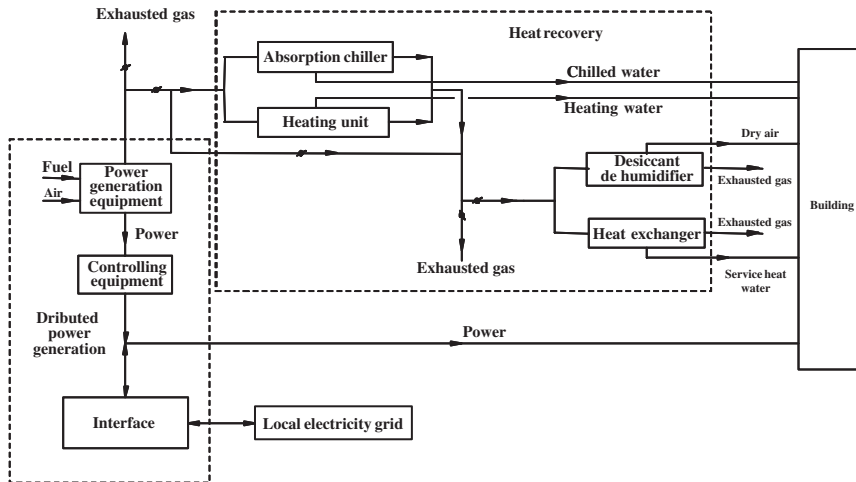 Exhausted gas
Heat recovery
Absorption chiller
Chilled water
Heating unit
Heating water
Dry air
Fuel
Air
Power
generation
equipment
Desiccant
de humidifier
Exhausted gas
Building
Power
Heat exchanger
Exhausted gas
Controlling
equipment
Exhausted gas
Service heat
water
Dributed
power
generation
Power
Interface
Local electricity grid